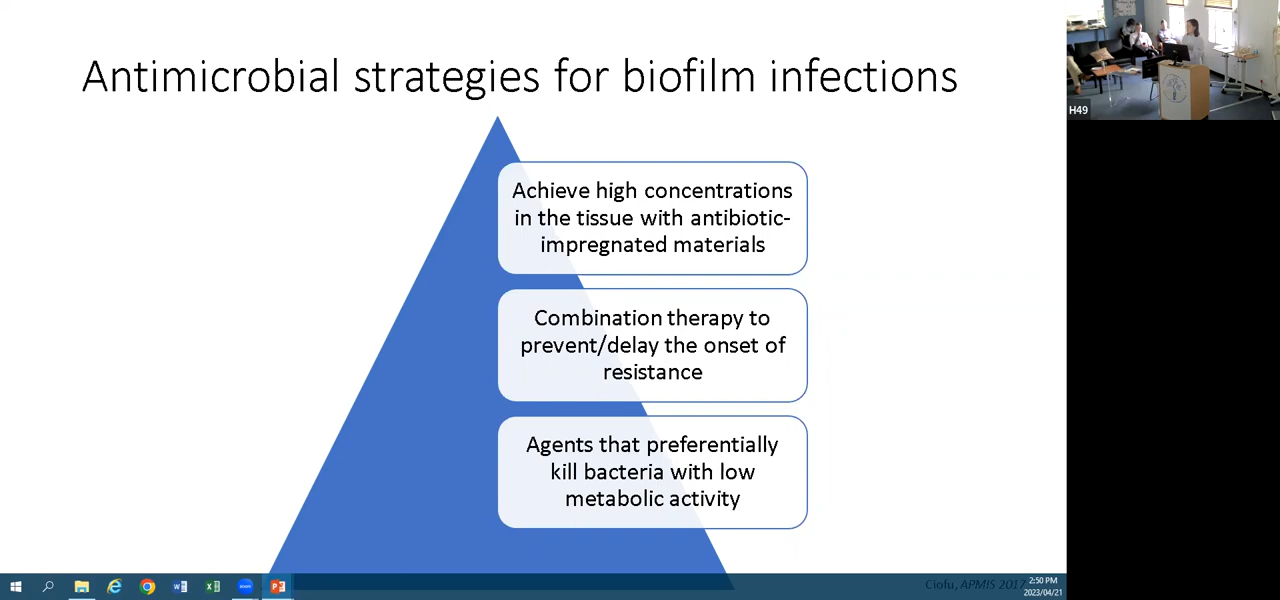 Antimicrobial strategies for biofilm infections
Achieve high concentrations
in the tissue with antibiotic-
impregnated materials
Combination therapy to
prevent/delay the onset of
resistance
Agents that preferentially
kill bacteria with low
metabolic activity
H49
Ciofu, APMIS 2017
2:50 PM
2023/04/21